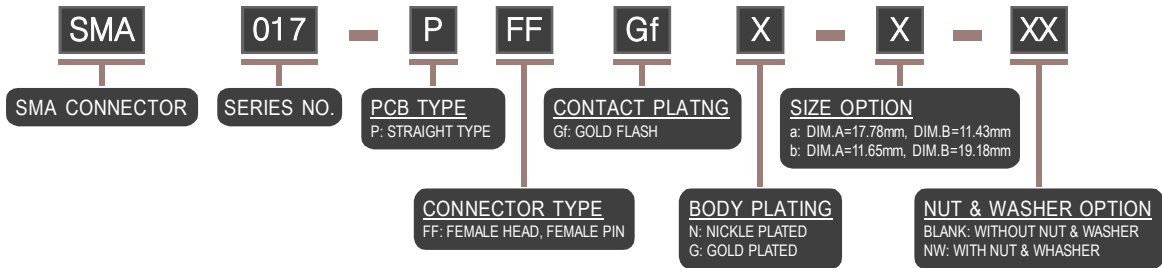 SMA 017 - P FF Gf X - X - XX
SMA CONNECTOR
SERIES NO.
PCB TYPE
P: STRAIGHT TYPE
CONTACT PLATNG
Gf: GOLD FLASH
SIZE OPTION
a: DIM.A=17.78mm, DIM.B=11.43mm
b: DIM.A=11.65mm, DIM.B=19.18mm
CONNECTOR TYPE
FF: FEMALE HEAD, FEMALE PIN
BODY PLATING
N: NICKLE PLATED
G: GOLD PLATED
NUT & WASHER OPTION
BLANK: WITHOUT NUT & WASHER
NW: WITH NUT & WHASHER